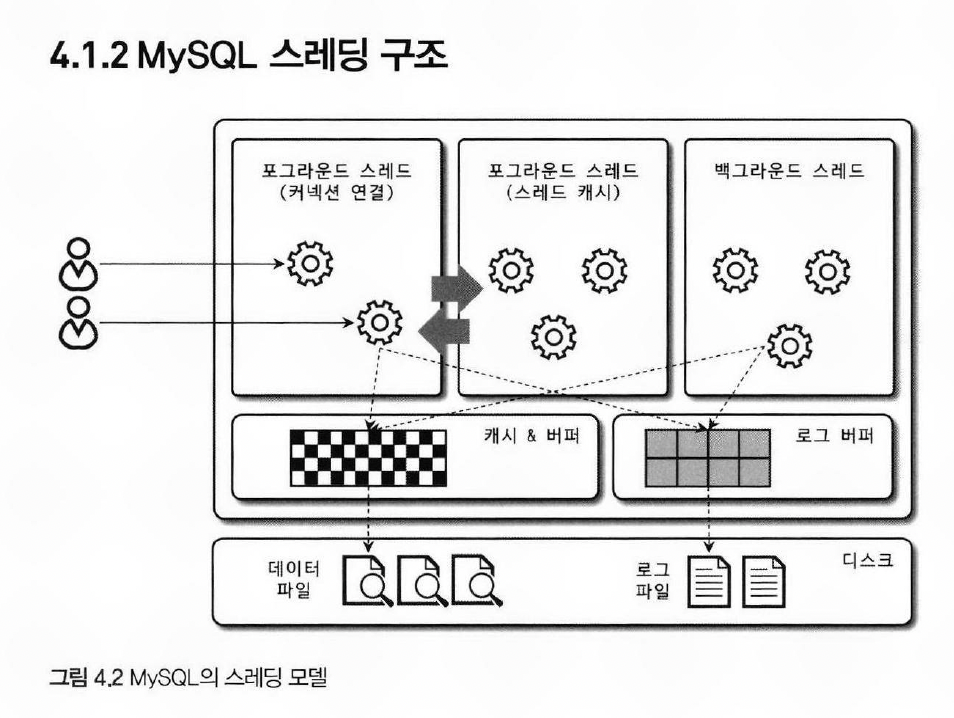 4.1.2 MySQL 스레딩 구조
포그라운드 스레드
(커넥션 연결)
포그라운드 스레드
(스레드 캐시)
백그라운드 스레드
캐시 & 버퍼
로그 버퍼
데이터
파일
로그
파일
디스크
그림 4.2 MySQL의 스레딩 모델